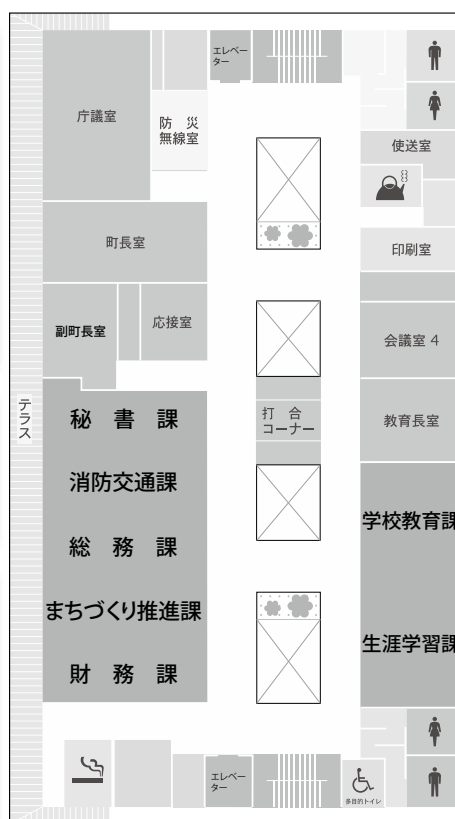 エレベー
ター
庁議室
防 災
無線室
使送室
町長室
印刷室
副町長室
応接室
会議室 4
テラス
打 合
コーナー
教育長室
秘 書 課
消防交通課
総 務 課
まちづくり推進課
財 務 課
学校教育課
生涯学習課
エレベー
ター
多目的トイレ